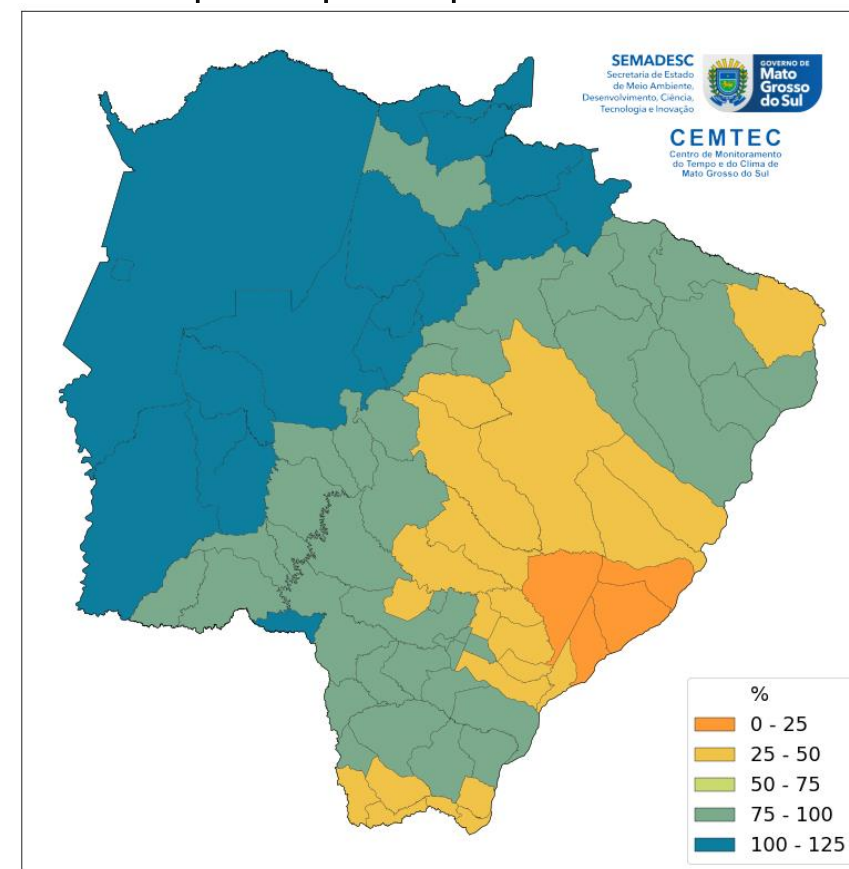 SEMADESC
Secretaria de Estado
de Meio Ambiente,
Desenvolvimento, Ciência,
Tecnologia e Inovação
GOVERNO DE
Mato
Grosso
do Sul
CEMTEC
Centro de Monitoramento
do Tempo e do Clima de
Mato Grosso do Sul
%
0 - 25
25 - 50
50 - 75
75 - 100
100 - 125